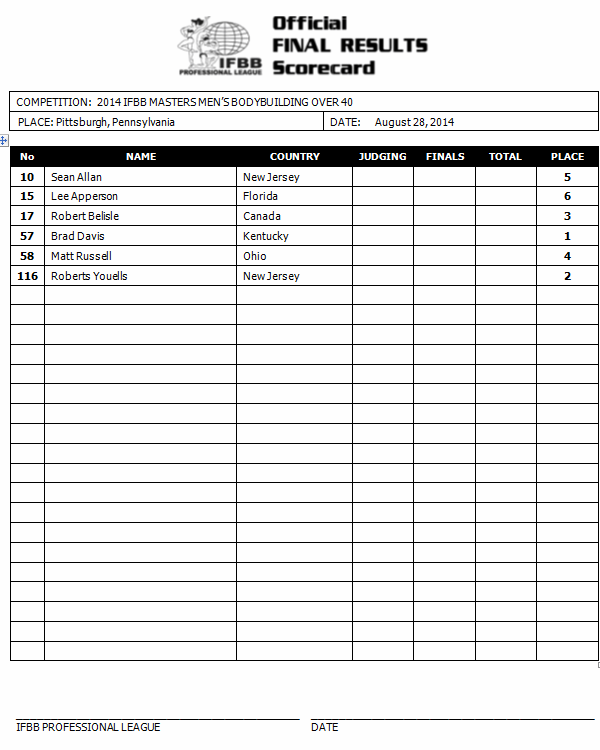 Official
FINAL RESULTS
Scorecard
IFBB
PROFESSIONAL LEAGUE
COMPETITION: 2014 IFBB MASTERS MEN'S BODYBUILDING OVER 40
PLACE: Pittsburgh, Pennsylvania DATE: August 28, 2014
No NAME COUNTRY JUDGING FINALS TOTAL PLACE
10 Sean Allan New Jersey 5
15 Lee Apperson Florida 6
17 Robert Belisle Canada 3
57 Brad Davis Kentucky 1
58 Matt Russell Ohio 4
116 Roberts Youells New Jersey 2
IFBB PROFESSIONAL LEAGUE DATE